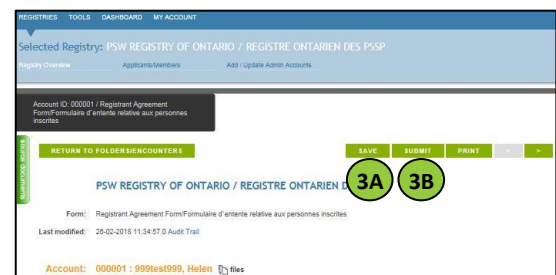 REGISTRIES TOOLS DASHBOARD MY ACCOUNT
Selected Registry: PSW REGISTRY OF ONTARIO / REGISTRE ONTARIEN DES PSSP
Registry Overview Applicants/Members Add / Update Admin Accounts
Account ID: 000001 / Registrant Agreement
Form/Formulaire d'entente relative aux personnes
inscrites
source documents
RETURN TO FOLDERS/ENCOUNTERS SAVE SUBMIT PRINT < >
3A 3B
PSW REGISTRY OF ONTARIO / REGISTRE ONTARIEN D
Form: Registrant Agreement Form/Formulaire d'entente relative aux personnes inscrites
Last modified: 26-02-2018 11:34:57.0 Audit Trail
Account: 000001 : 999test999, Helen files